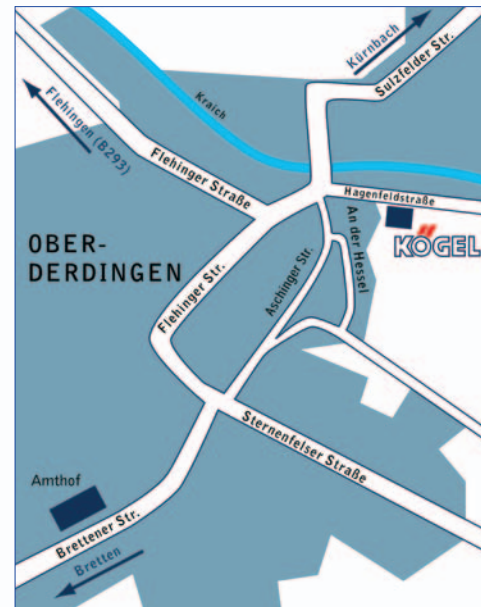 Kürnbach
Sulzfelder Str.
Kraich
Flehingen (B293)
Flehinger Straße
Hagenfeldstraße
KÖGEL
An der Hessel
OBER-
DERDINGEN
Flehinger Str.
Aschinger Str.
Sternenfelser Straße
Amthof
Brettener Str.
Bretten